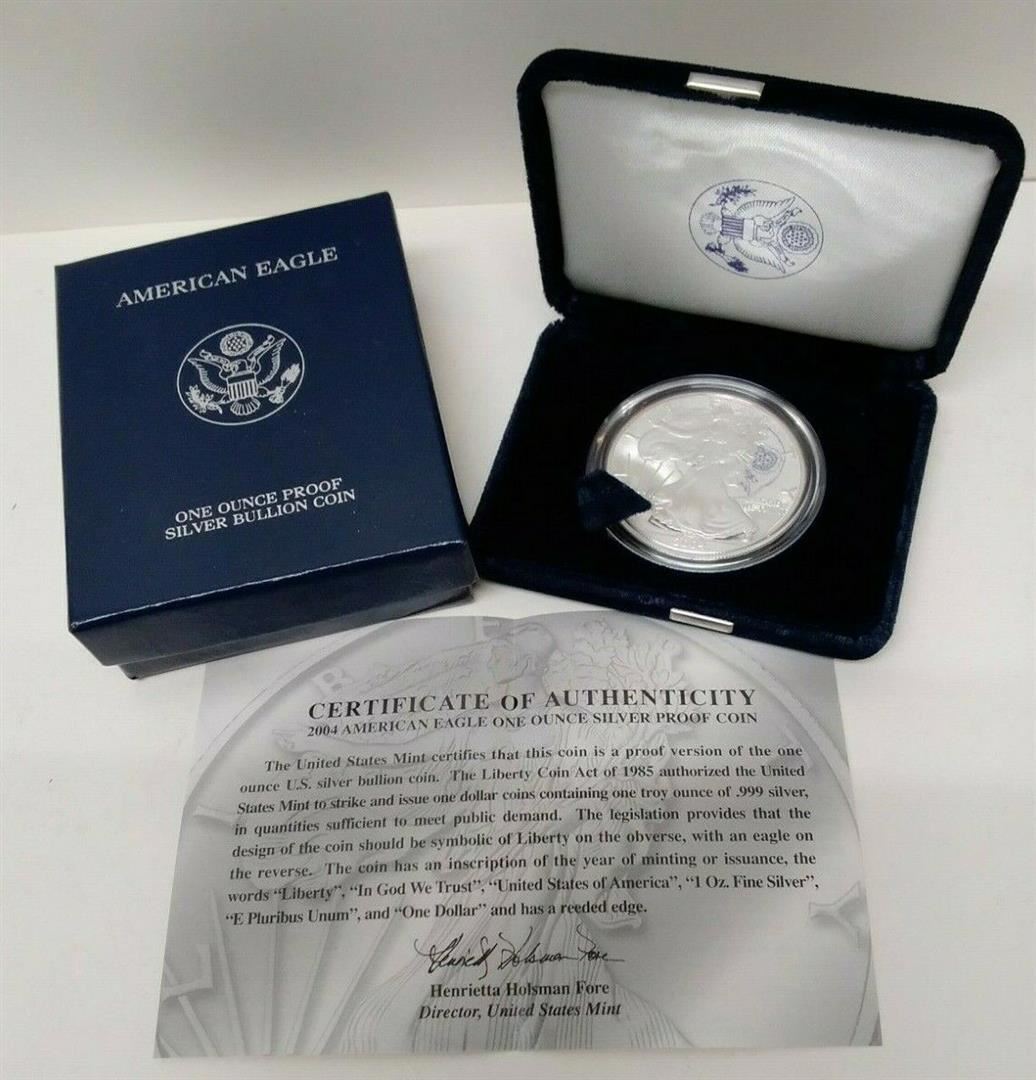 AMERICAN EAGLE
ONE OUNCE PROOF
SILVER BULLION COIN
CERTIFICATE OF AUTHENTICITY
2004 AMERICAN EAGLE ONE OUNCE SILVER PROOF COIN
The United States Mint certifies that this coin is a proof version of the one
ounce U.S. silver bullion coin. The Liberty Coin Act of 1985 authorized the United
States Mint to strike and issue one dollar coins containing one troy ounce of .999 silver,
in quantities sufficient to meet public demand. The legislation provides that the
design of the coin should be symbolic of Liberty on the obverse, with an eagle on
the reverse. The coin has an inscription of the year of minting or issuance, the
words “Liberty”, “In God We Trust”, “United States of America”, “1 Oz. Fine Silver”,
“E Pluribus Unum”, and “One Dollar” and has a reeded edge.
Henrietta Holsman Fore
Henrietta Holsman Fore
Director, United States Mint